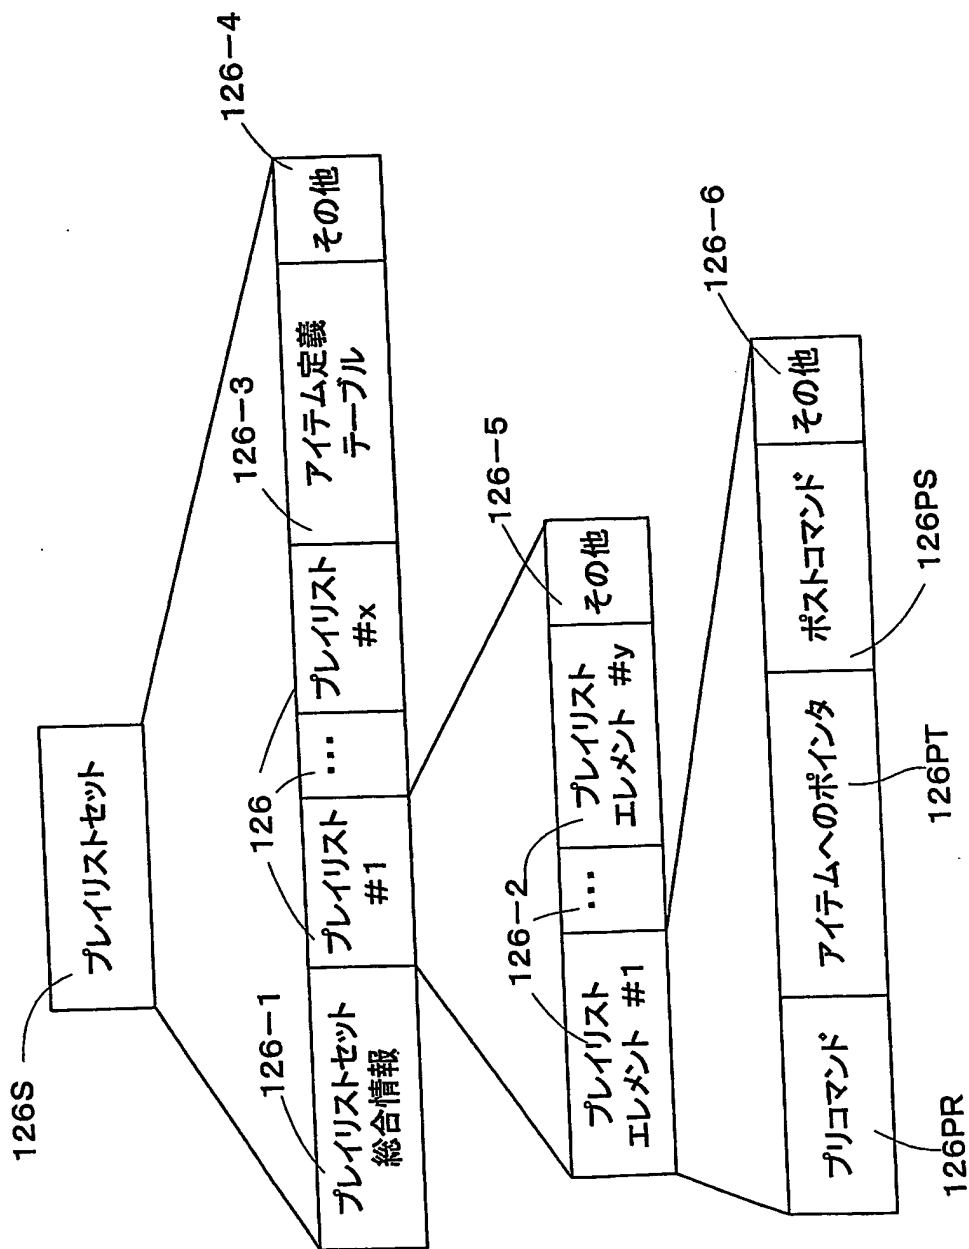 126S
プレイリストセット
126-1
126
126-3
126-4
プレイリストセット
総合情報
プレイリスト
#1
...
プレイリスト
#x
アイテム定義
テーブル
その他
126-2
126-5
プレイリスト
エレメント #1
...
プレイリスト
エレメント #y
その他
126-6
プリコマンド
アイテムへのポインタ
ポストコマンド
その他
126PR
126PT
126PS